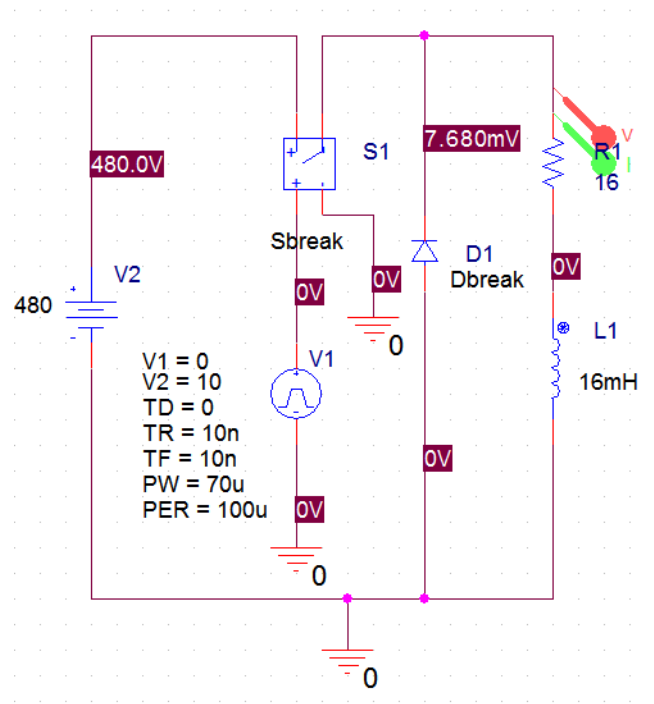 7.680mV
V
480.0V
S1
R1
I
16
+
+
-
Sbreak
D1
0V
V2
0V
0V
Dbreak
+
480
-
0
L1
V1
16mH
V1 = 0
V2 = 10
TD = 0
TR = 10n
TF = 10n
PW = 70u
PER = 100u
+
-
0V
0V
0
0